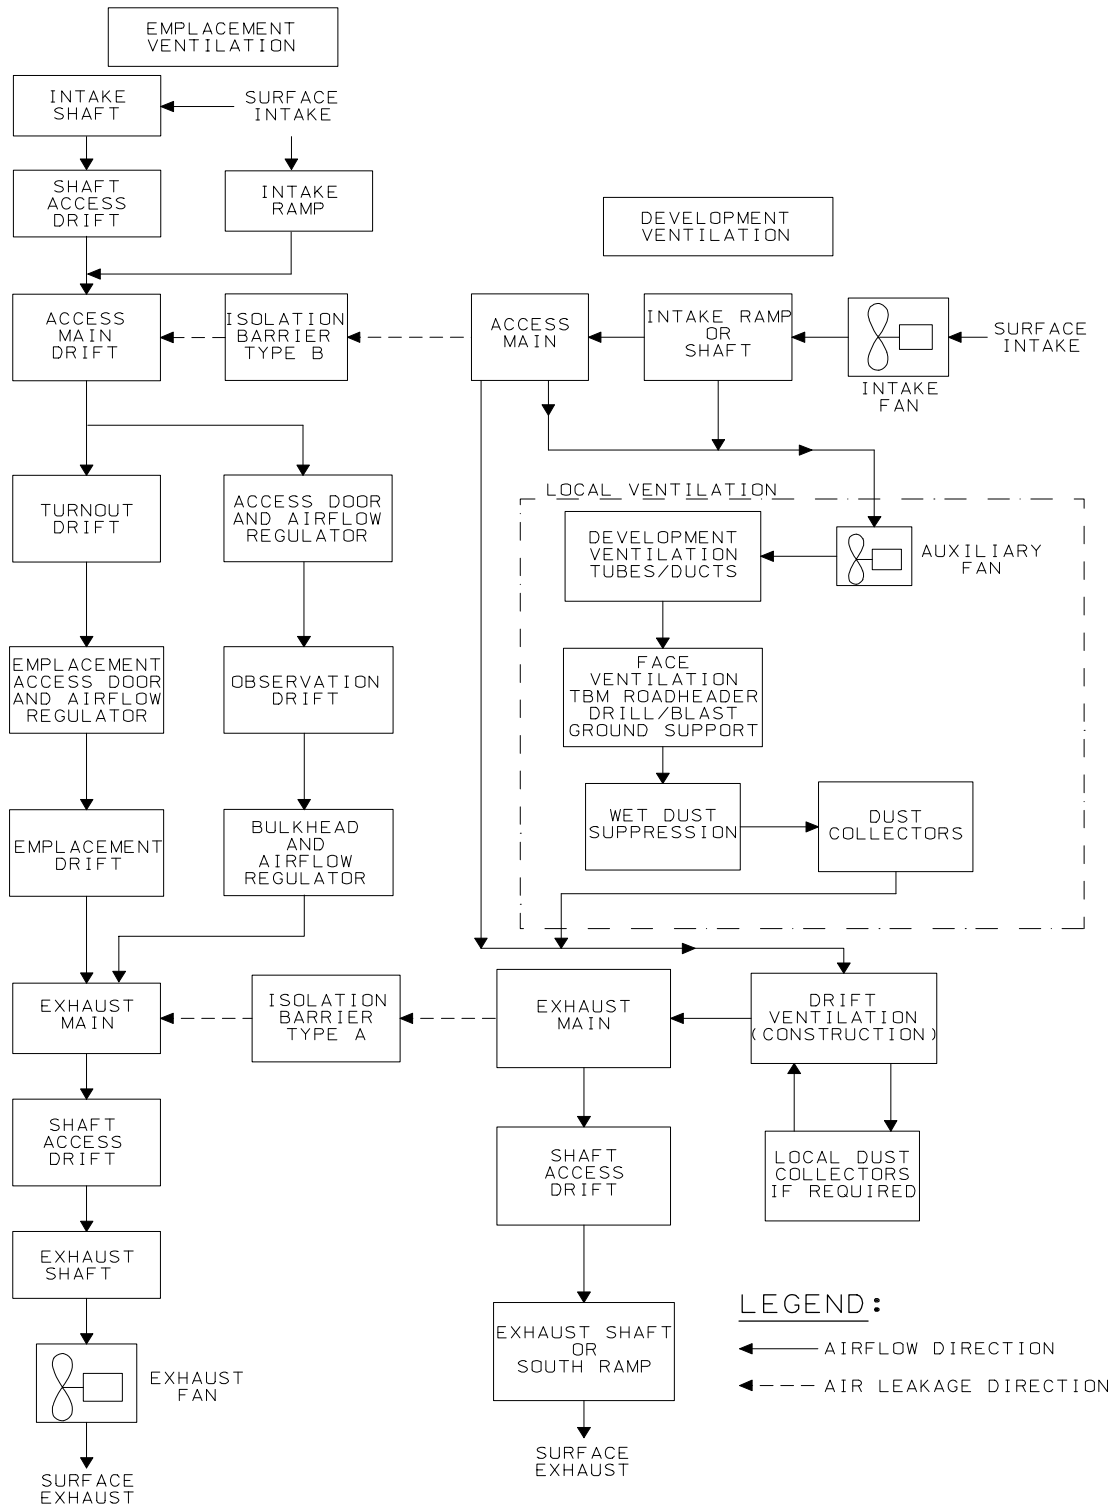 EMPLACEMENT
VENTILATION
INTAKE
SHAFT
SURFACE
INTAKE
SHAFT
ACCESS
DRIFT
INTAKE
RAMP
DEVELOPMENT
VENTILATION
ACCESS
MAIN
DRIFT
ISOLATION
BARRIER
TYPE B
ACCESS
MAIN
INTAKE RAMP
OR
SHAFT
SURFACE
INTAKE
INTAKE
FAN
TURNOUT
DRIFT
ACCESS DOOR
AND AIRFLOW
REGULATOR
LOCAL VENTILATION
DEVELOPMENT
VENTILATION
TUBES/DUCTS
AUXILIARY
FAN
EMPLACEMENT
ACCESS DOOR
AND AIRFLOW
REGULATOR
OBSERVATION
DRIFT
FACE
VENTILATION
TBM ROADHEADER
DRILL/BLAST
GROUND SUPPORT
EMPLACEMENT
DRIFT
BULKHEAD
AND
AIRFLOW
REGULATOR
WET DUST
SUPPRESSION
DUST
COLLECTORS
EXHAUST
MAIN
ISOLATION
BARRIER
TYPE A
EXHAUST
MAIN
DRIFT
VENTILATION
(CONSTRUCTION)
SHAFT
ACCESS
DRIFT
SHAFT
ACCESS
DRIFT
LOCAL DUST
COLLECTORS
IF REQUIRED
EXHAUST
SHAFT
EXHAUST SHAFT
OR
SOUTH RAMP
LEGEND:
AIRFLOW DIRECTION
AIR LEAKAGE DIRECTION
EXHAUST
FAN
SURFACE
EXHAUST
SURFACE
EXHAUST